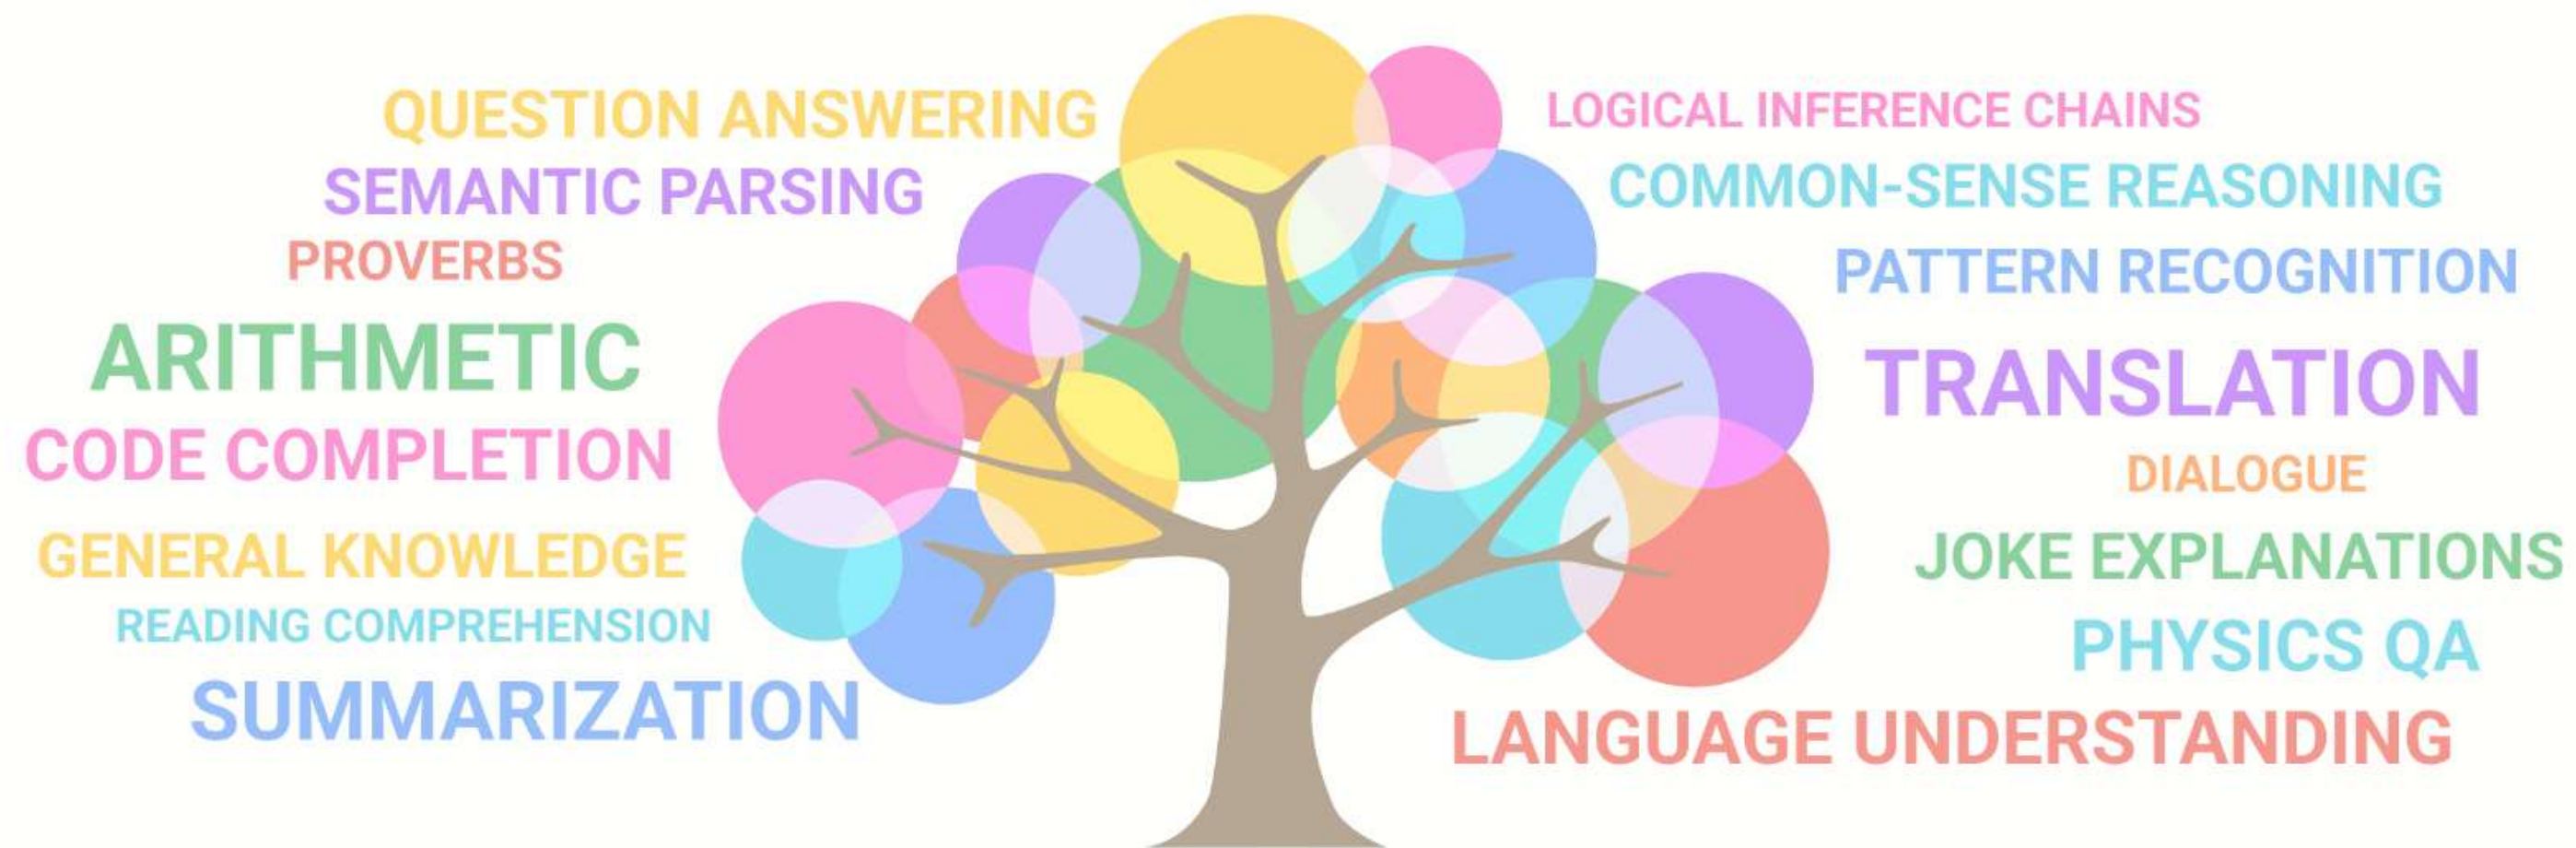 QUESTION ANSWERING
SEMANTIC PARSING
PROVERBS
ARITHMETIC
CODE COMPLETION
GENERAL KNOWLEDGE
READING COMPREHENSION
SUMMARIZATION
LOGICAL INFERENCE CHAINS
COMMON-SENSE REASONING
PATTERN RECOGNITION
TRANSLATION
DIALOGUE
JOKE EXPLANATIONS
PHYSICS QA
LANGUAGE UNDERSTANDING